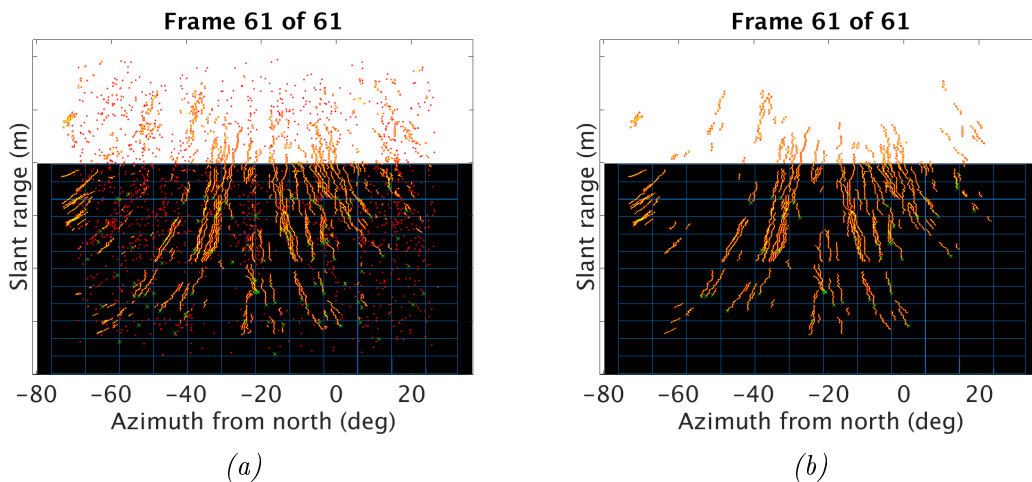 Frame 61 of 61
Slant range (m)
-80 -60 -40 -20 0 20
Azimuth from north (deg)
(a)
Frame 61 of 61
Slant range (m)
-80 -60 -40 -20 0 20
Azimuth from north (deg)
(b)